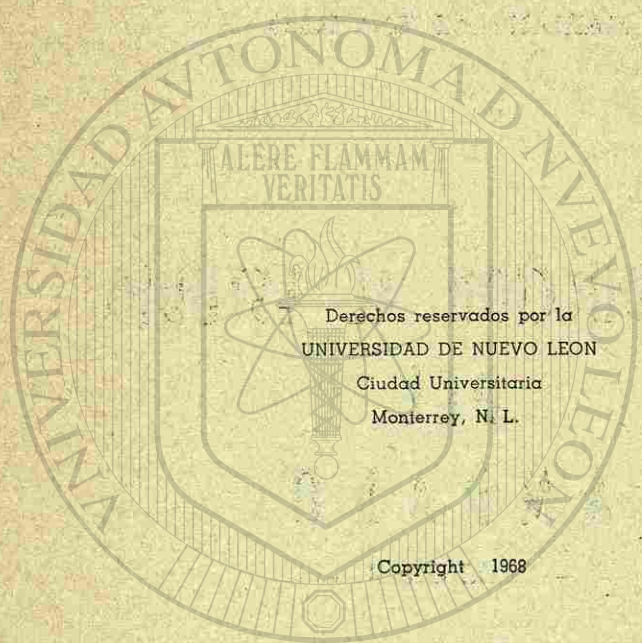 UNIVERSIDAD AVTONOMA D NVEVO LEON
ALERE FLAMMAM
VERITATIS
Derechos reservados por la
UNIVERSIDAD DE NUEVO LEON
Ciudad Universitaria
Monterrey, N. L.
Copyright 1968